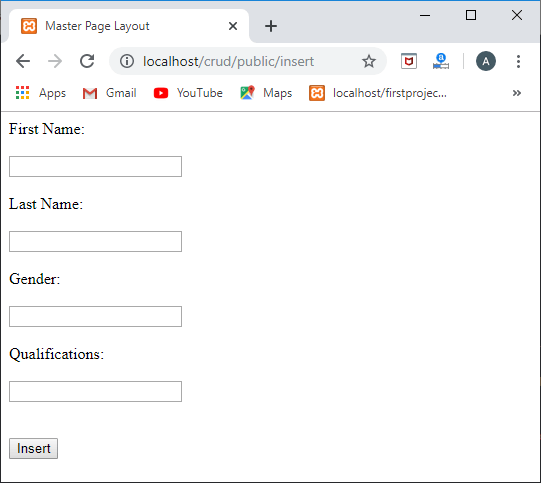 Master Page Layout
localhost/crud/public/insert
A
Apps Gmail YouTube Maps localhost/firstprojec... »
First Name:
Last Name:
Gender:
Qualifications:
Insert